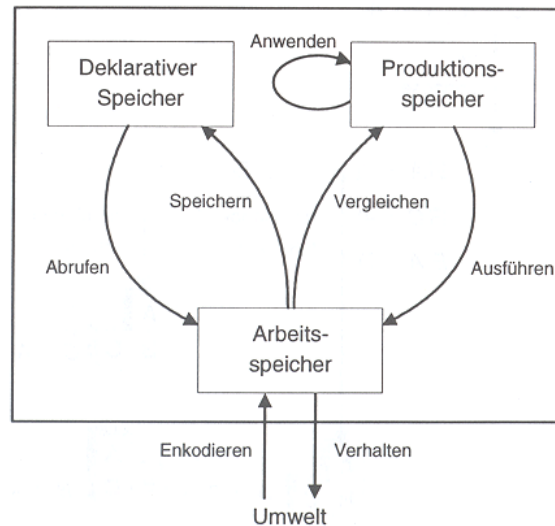 Anwenden
Deklarativer
Speicher
Produktions-
speicher
Speichern
Vergleichen
Abrufen
Ausführen
Arbeits-
speicher
Enkodieren
Verhalten
Umwelt